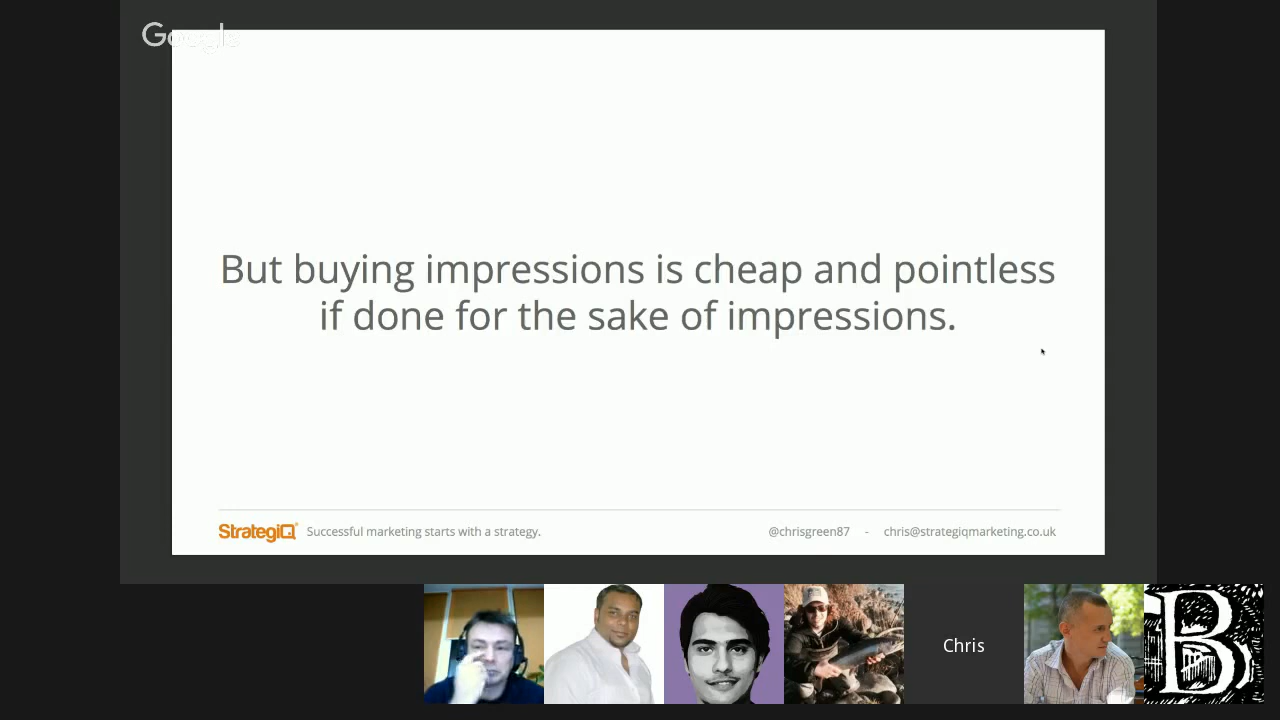 Google
But buying impressions is cheap and pointless
if done for the sake of impressions.
StrategiQ Successful marketing starts with a strategy.
@chrisgreen87 - chris@strategiqmarketing.co.uk
Chris
B